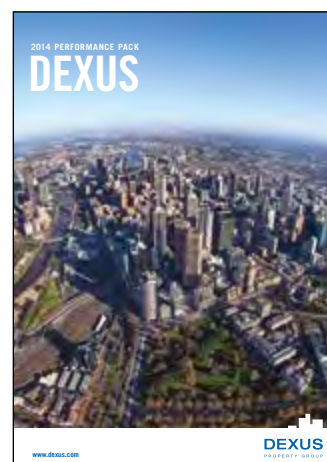 2014 PERFORMANCE PACK
DEXUS
www.dexus.com
DEXUS
PROPERTY GROUP